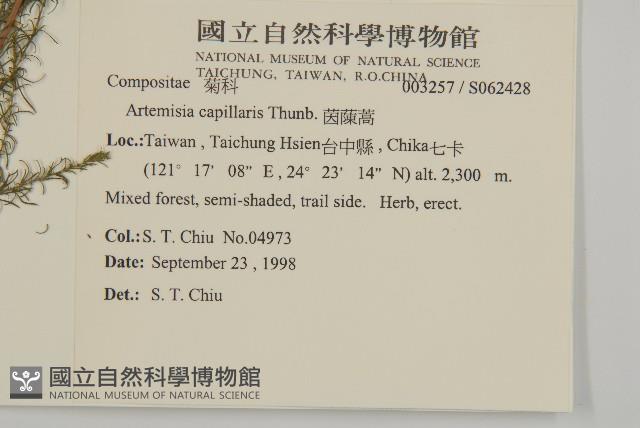 國立自然科學博物館
NATIONAL MUSEUM OF NATURAL SCIENCE
TAICHUNG, TAIWAN, R.O.CHINA
Compositae 菊科 003257 / S062428
Artemisia capillaris Thunb. 茵蔯蒿
Loc.:Taiwan , Taichung Hsien台中縣 , Chika七卡
(121° 17' 08" E , 24° 23' 14" N) alt. 2,300 m.
Mixed forest, semi-shaded, trail side. Herb, erect.
Col.: S. T. Chiu No.04973
Date: September 23 , 1998
Det.: S. T. Chiu
國立自然科學博物館
NATIONAL MUSEUM OF NATURAL SCIENCE